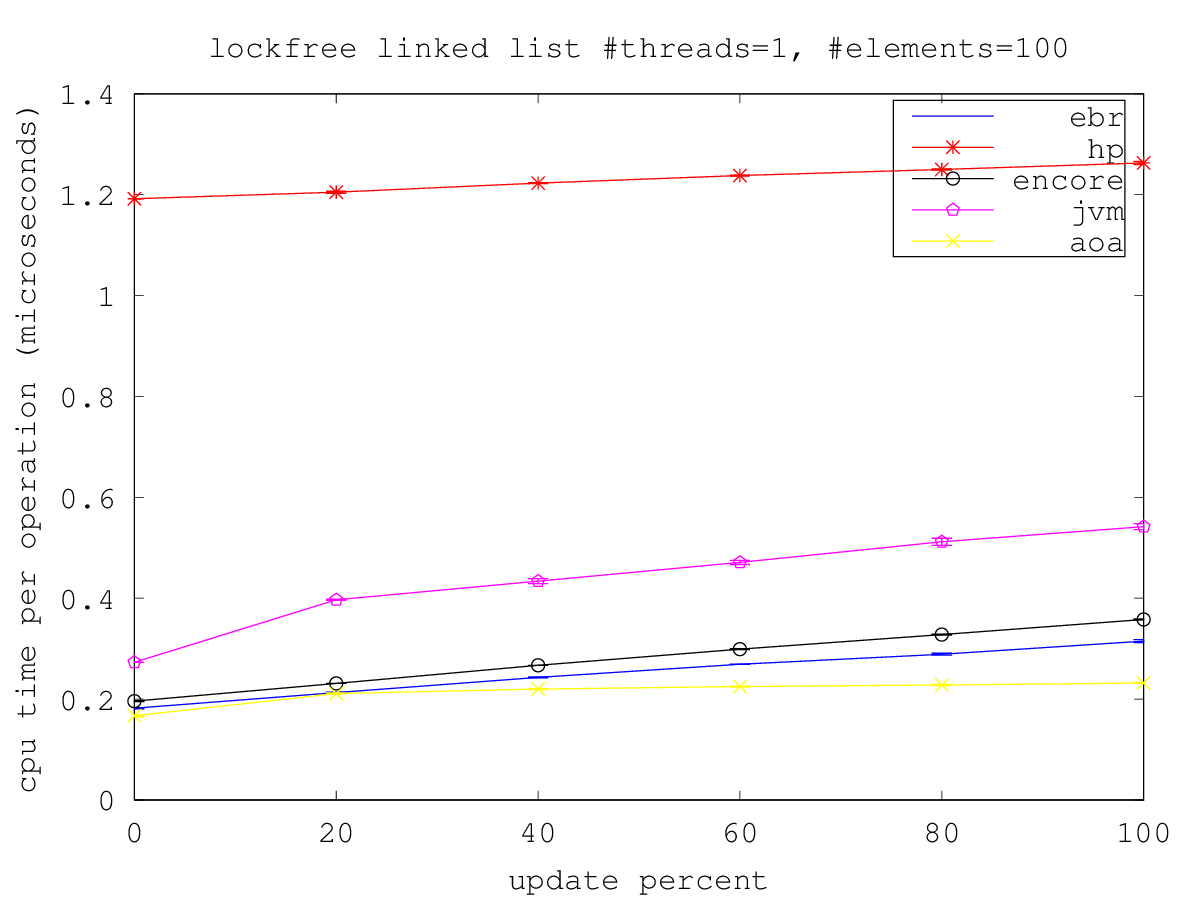 lockfree linked list #threads=1, #elements=100
cpu time per operation (microseconds)
1.4
1.2
1
0.8
0.6
0.4
0.2
0
ebr
hp
encore
jvm
aoa
0 20 40 60 80 100
update percent